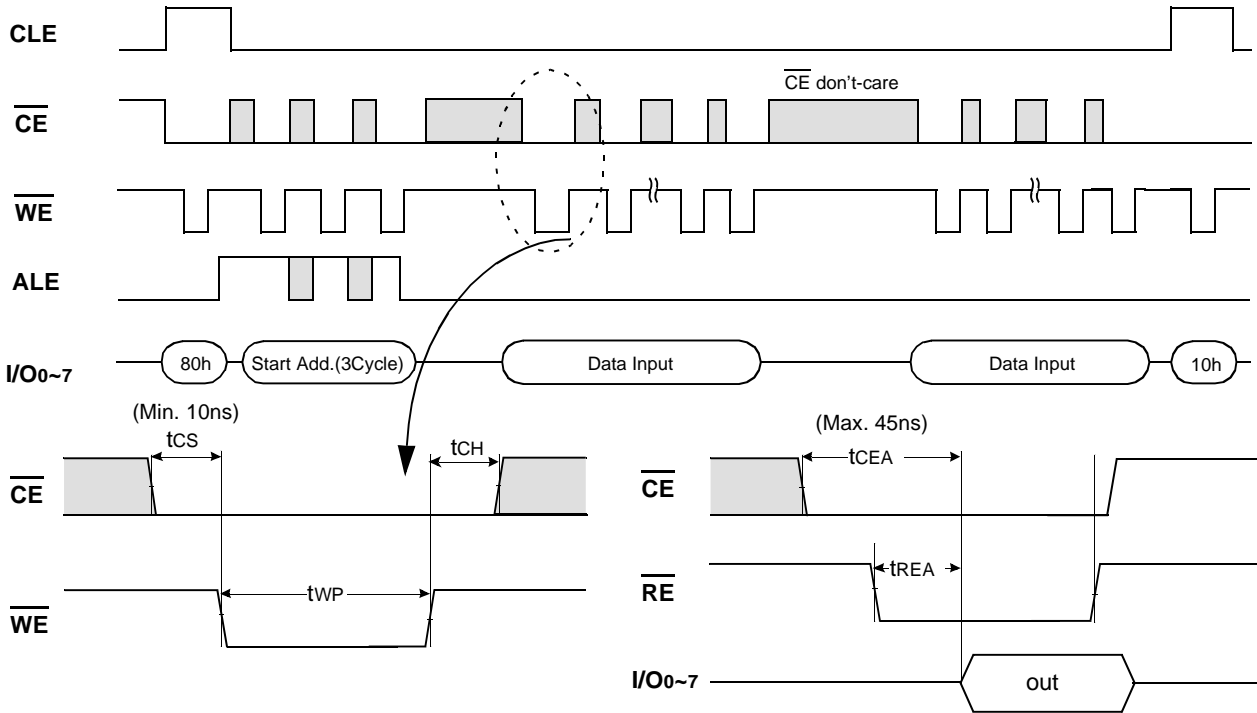 CLE
CE don't-care
CE
WE
ALE
I/O0~7 80h Start Add.(3Cycle) Data Input Data Input 10h
(Min. 10ns) (Max. 45ns)
tCS tCH tCEA
CE CE
tREA
RE
tWP
WE
I/O0~7 out